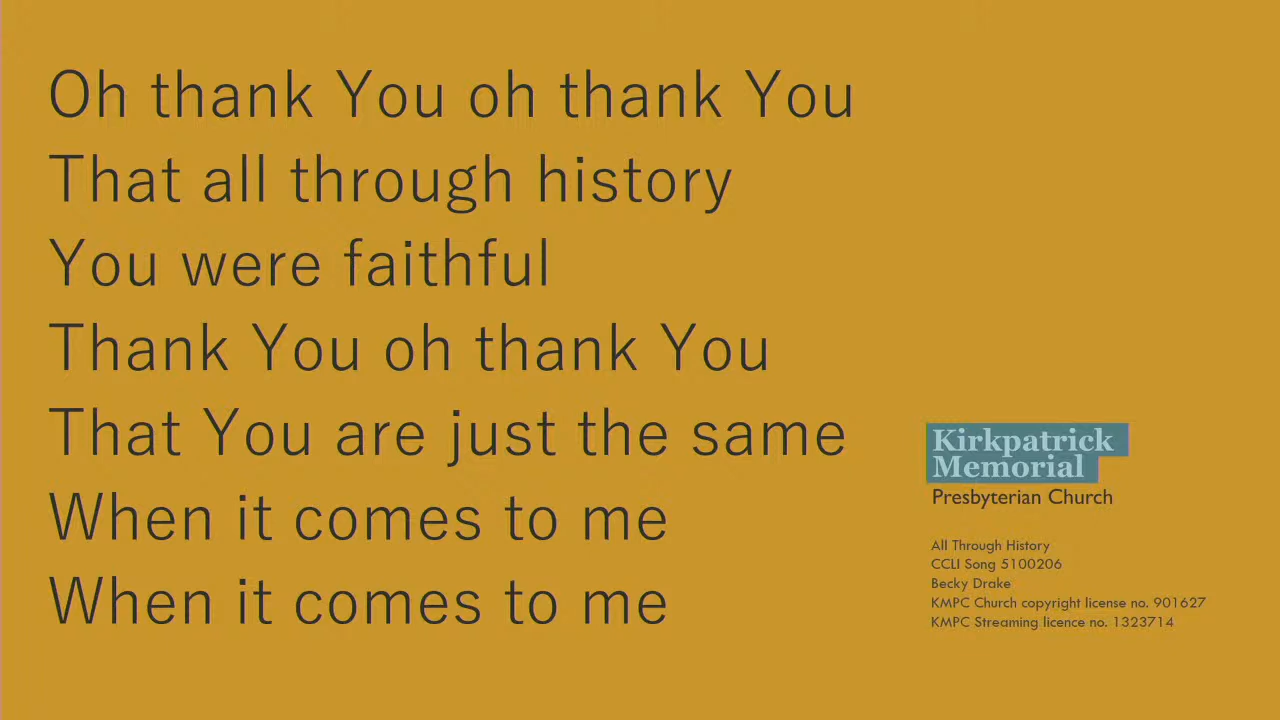 Oh thank You oh thank You
That all through history
You were faithful
Thank You oh thank You
That You are just the same
When it comes to me
When it comes to me
Kirkpatrick
Memorial
Presbyterian Church
All Through History
CCLI Song 5100206
Becky Drake
KMPC Church copyright license no. 901627
KMPC Streaming licence no. 1323714